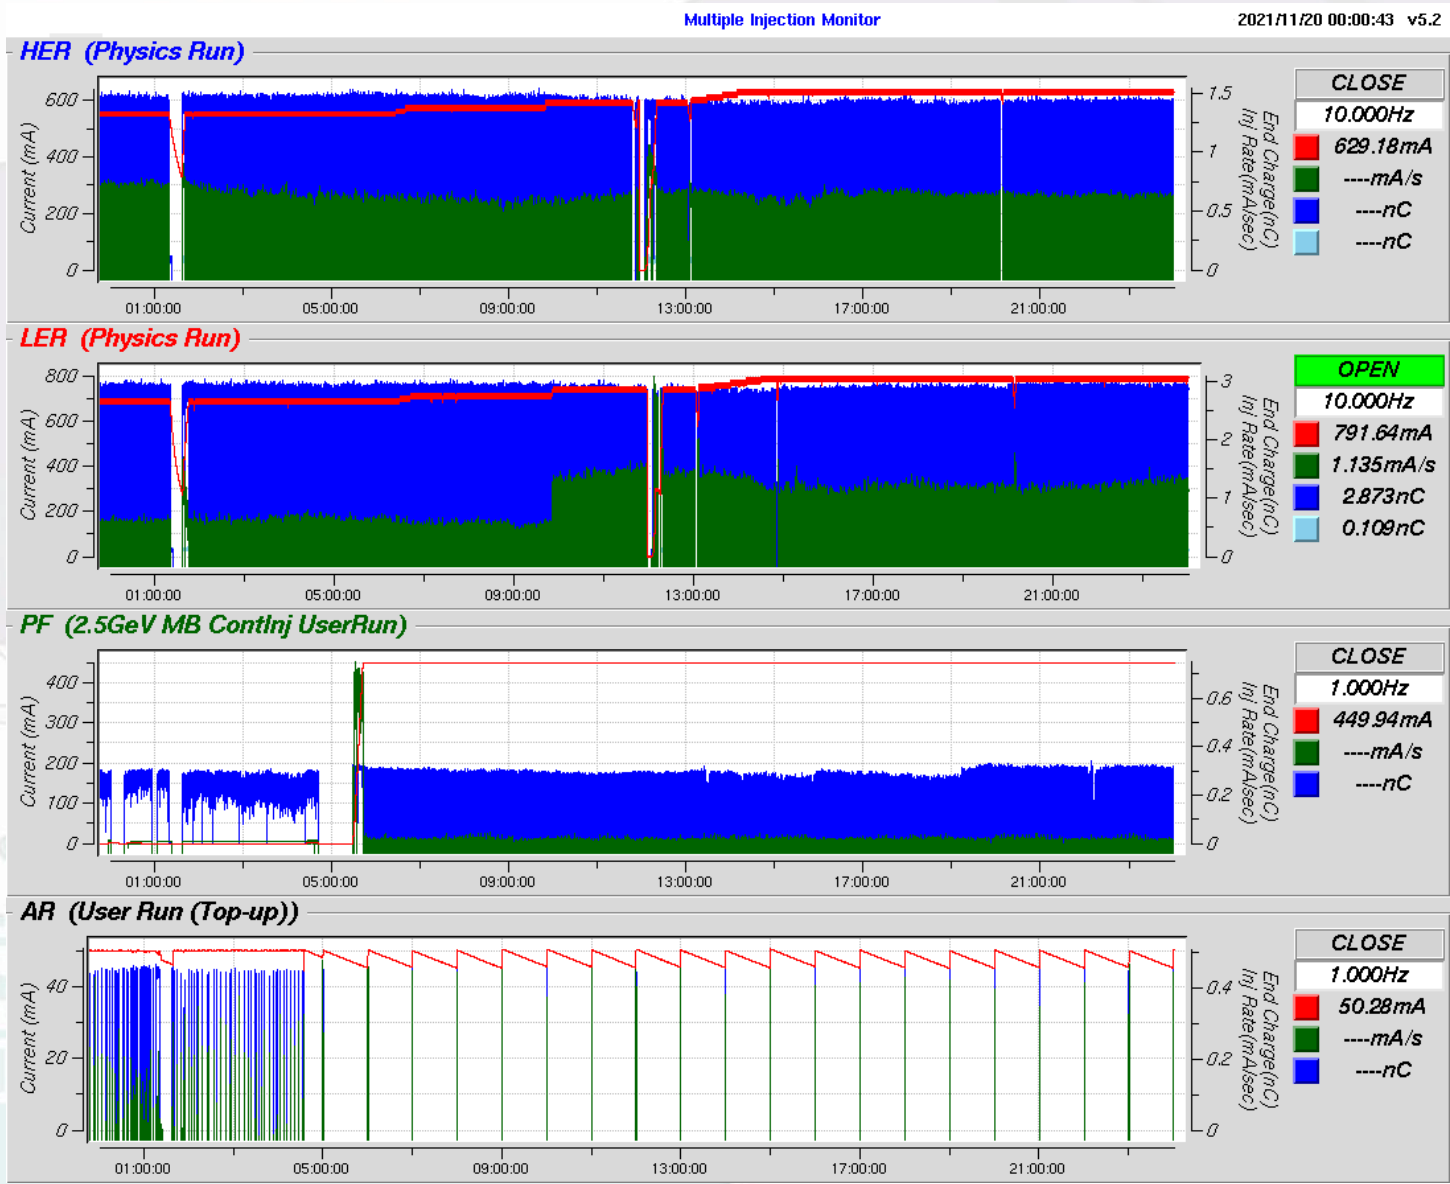 Multiple Injection Monitor
2021/11/20 00:00:43 v5.2
HER (Physics Run)
600
400
200
0
Current (mA)
1.5
1
0.5
0
End Charge(nC)
Inj Rate(mA/sec)
01:00:00 05:00:00 09:00:00 13:00:00 17:00:00 21:00:00
CLOSE
10.000Hz
629.18mA
----mA/s
----nC
----nC
LER (Physics Run)
800
600
400
200
0
Current (mA)
3
2
1
0
End Charge(nC)
Inj Rate(mA/sec)
01:00:00 05:00:00 09:00:00 13:00:00 17:00:00 21:00:00
OPEN
10.000Hz
791.64mA
1.135mA/s
2.873nC
0.109nC
PF (2.5GeV MB ContInj UserRun)
400
300
200
100
0
Current (mA)
0.6
0.4
0.2
0
End Charge(nC)
Inj Rate(mA/sec)
01:00:00 05:00:00 09:00:00 13:00:00 17:00:00 21:00:00
CLOSE
1.000Hz
449.94mA
----mA/s
----nC
AR (User Run (Top-up))
40
20
0
Current (mA)
0.4
0.2
0
End Charge(nC)
Inj Rate(mA/sec)
01:00:00 05:00:00 09:00:00 13:00:00 17:00:00 21:00:00
CLOSE
1.000Hz
50.28mA
----mA/s
----nC